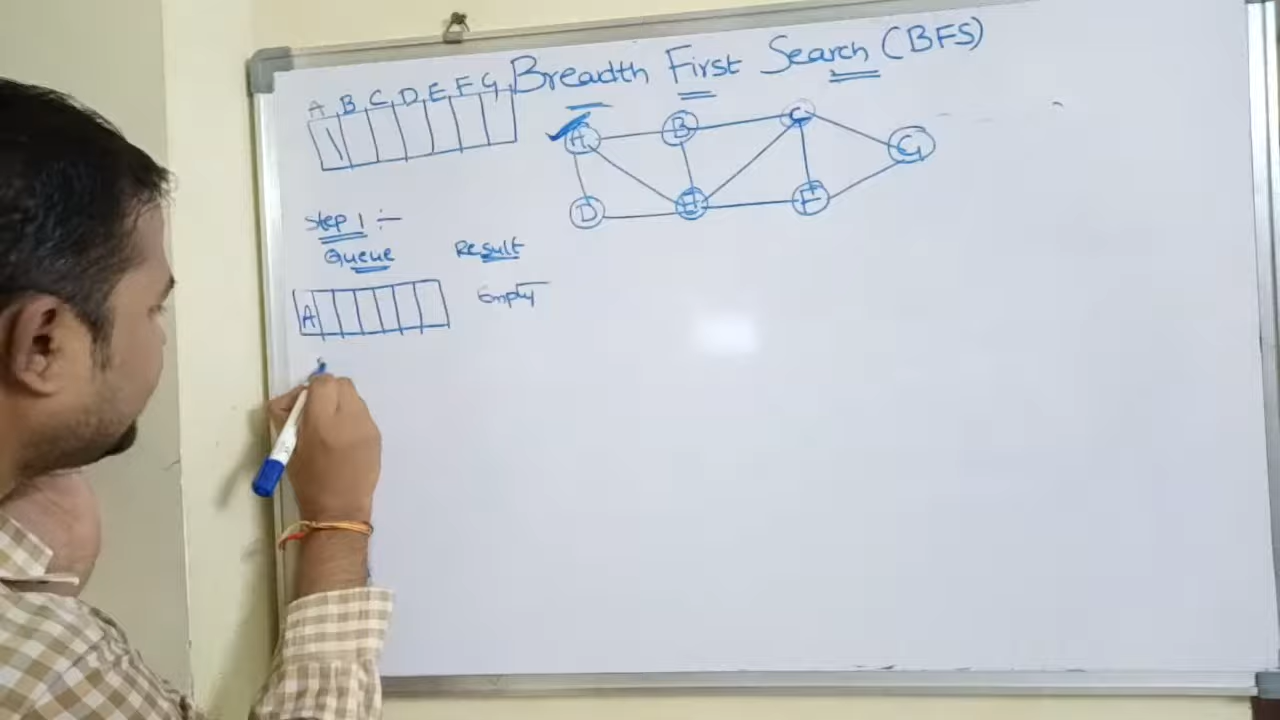 Breadth First Search (BFS)
A B C D E F G
1
A B C G
D E F
Step 1 :-
Queue Result
A Empty